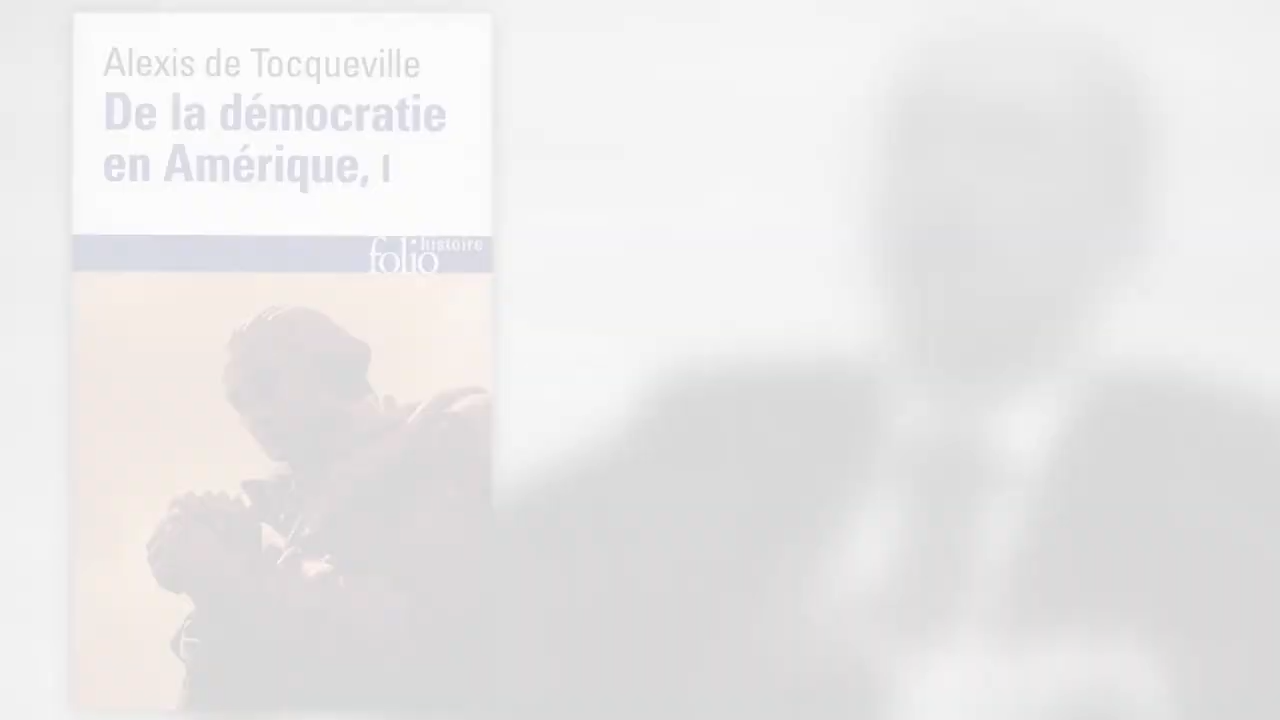 Alexis de Tocqueville
De la démocratie
en Amérique, I
folio histoire